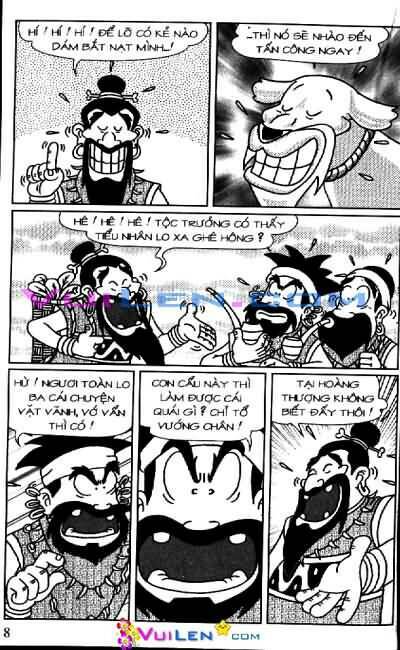 HÍ! HÍ! HÍ! ĐỂ LỠ CÓ KẺ NÀO
DÁM BẮT NẠT MÌNH...!
...THÌ NÓ SẼ NHÀO ĐẾN
TẤN CÔNG NGAY!
HÊ! HÊ! HÊ! TỘC TRƯỞNG CÓ THẤY
TIỂU NHÂN LO XA GHÊ HÔNG?
VUILEN.COM
HỪ! NGƯƠI TOÀN LO
BA CÁI CHUYỆN
VẶT VÃNH, VỚ VẨN
THÌ CÓ!
CON CẨU NÀY THÌ
LÀM ĐƯỢC CÁI
QUÁI GÌ? CHỈ TỔ
VƯỚNG CHÂN!
TẠI HOÀNG
THƯỢNG KHÔNG
BIẾT ĐẤY THÔI!
8
VUILEN.COM